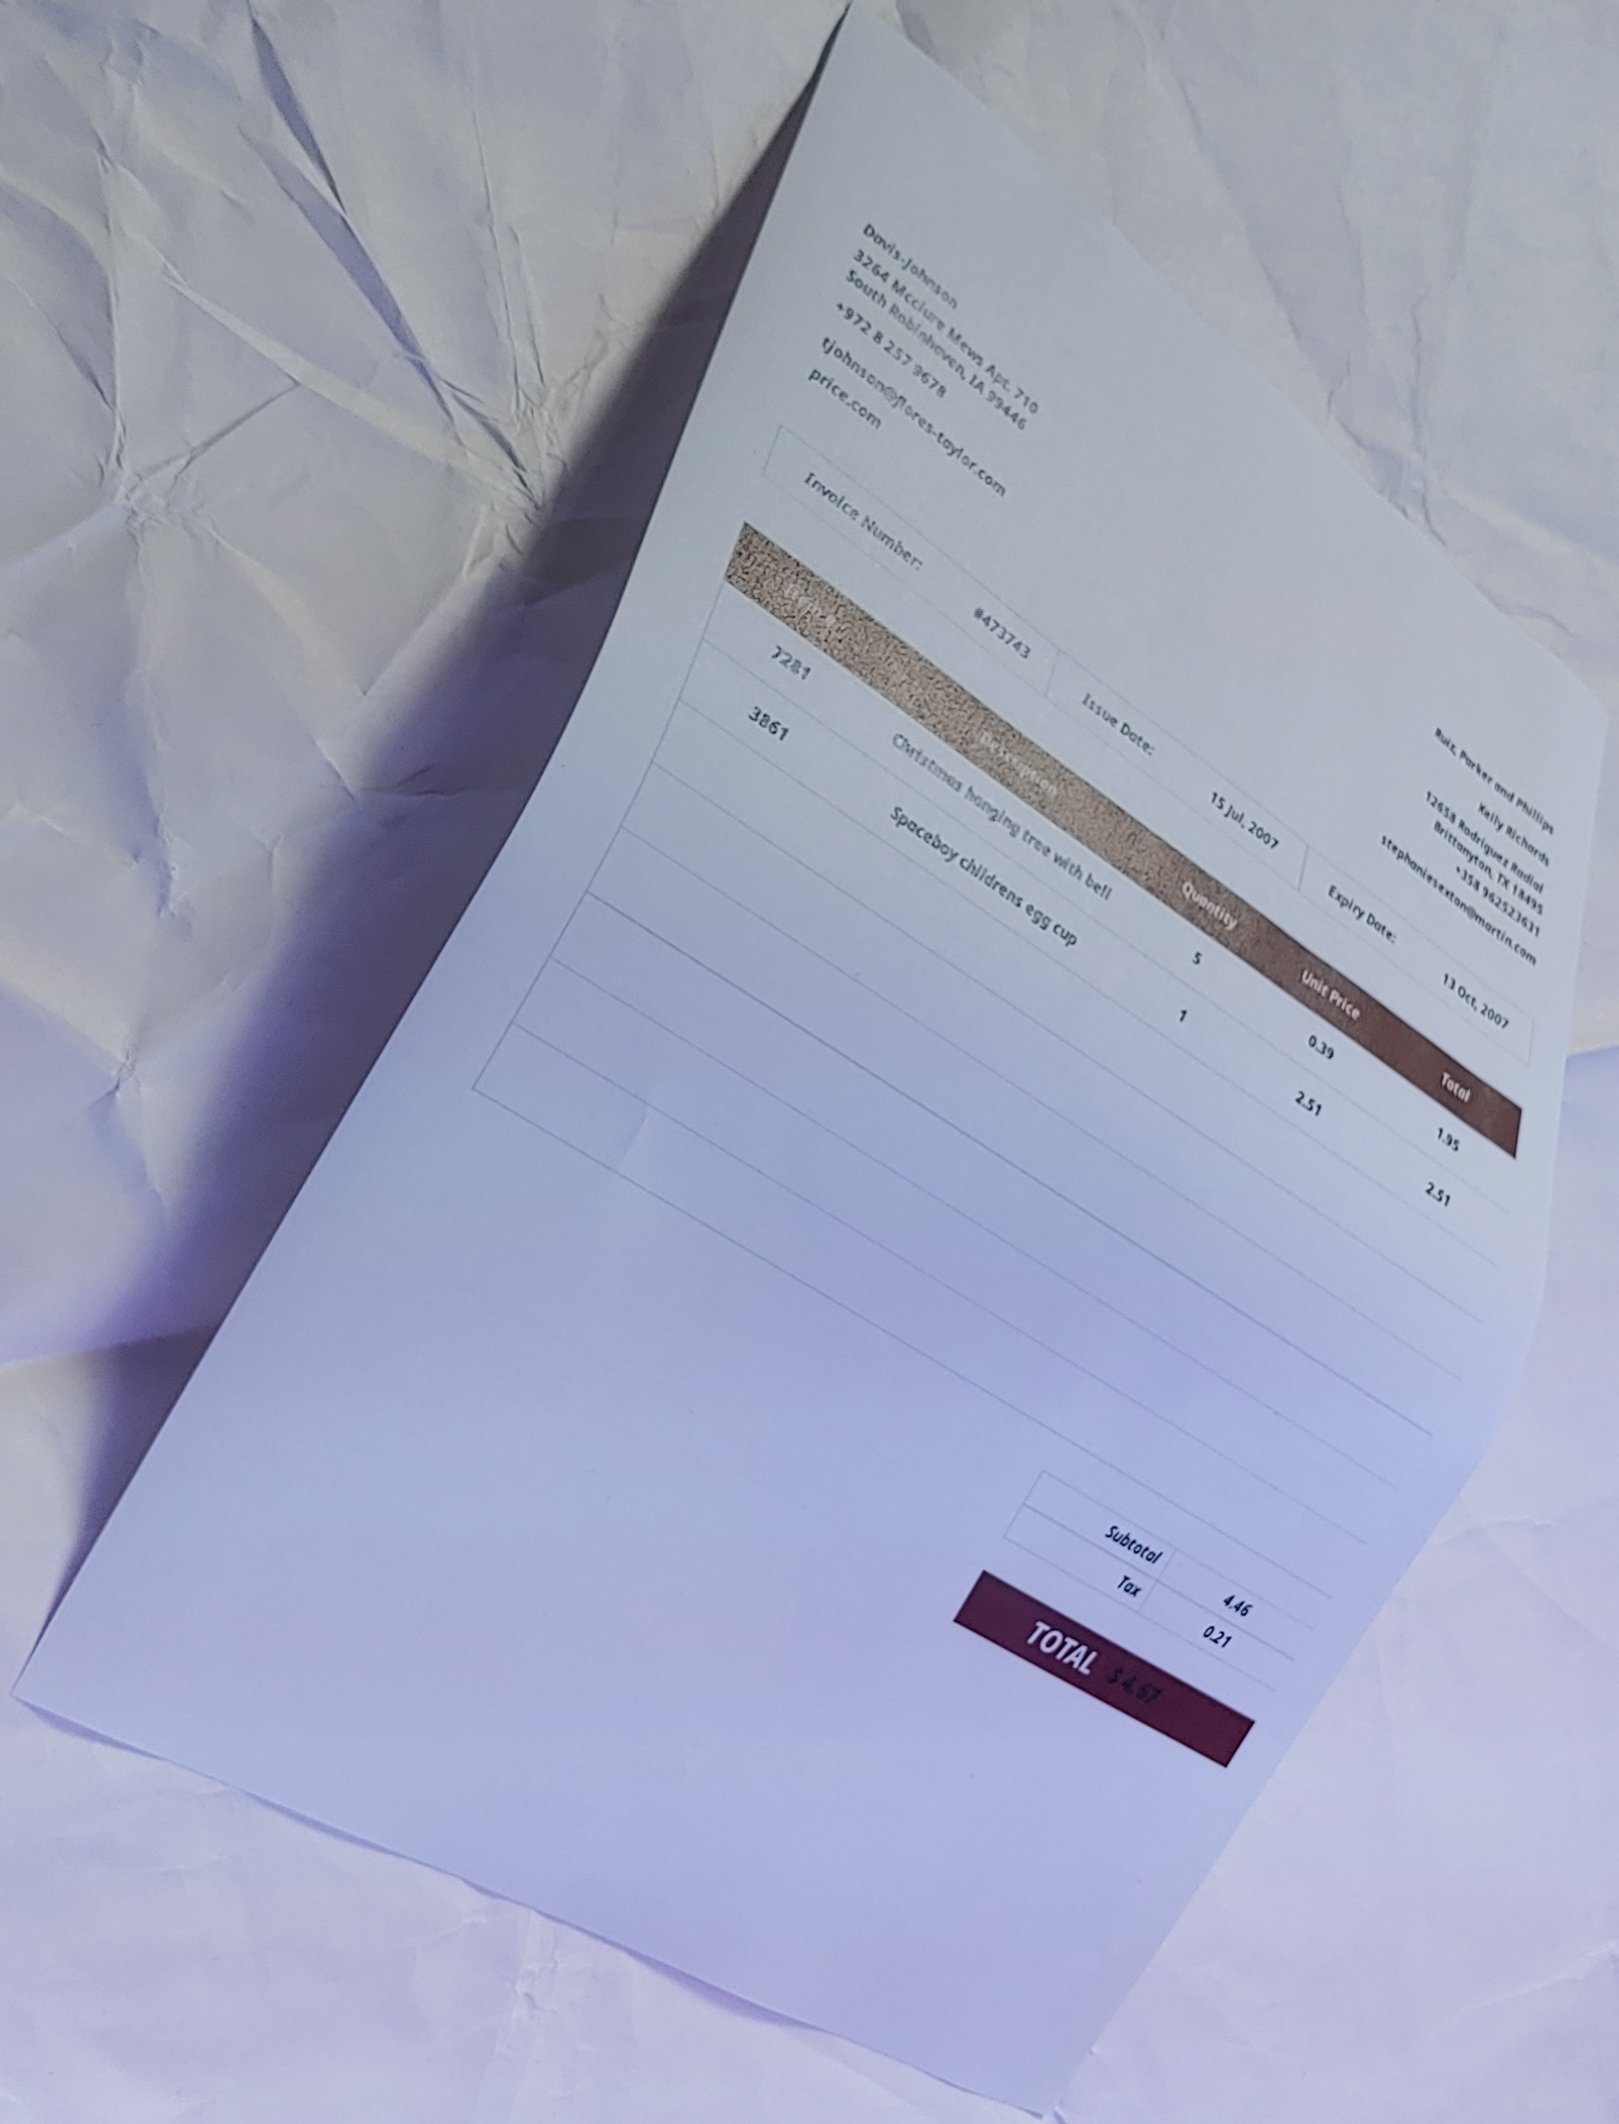 Davis-Johnson
3264 Mcclure Mews Apt. 710
South Robinhaven, IA 99446
+972 8 257 9678
tjohnson@flores-taylor.com
price.com
Ruiz, Parker and Phillips
Kelly Richards
12658 Rodriguez Radial
Brittanyton, TX 18495
+358 962523631
stephaniesexton@martin.com
Invoice Number: #473743 Issue Date: 15 Jul, 2007 Expiry Date: 13 Oct, 2007
Description Quantity Unit Price Total
7281 Christmas hanging tree with bell 5 0.39 1.95
3861 Spaceboy childrens egg cup 1 2.51 2.51
Subtotal 4.46
Tax 0.21
TOTAL $ 4.67